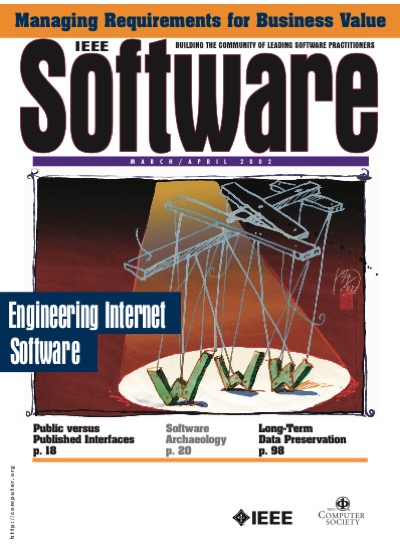 Managing Requirements for Business Value
IEEE
BUILDING THE COMMUNITY OF LEADING SOFTWARE PRACTITIONERS
Software
MARCH/APRIL 2002
Engineering Internet
Software
W W W
Public versus
Published Interfaces
p. 18
Software
Archaeology
p. 20
Long-Term
Data Preservation
p. 98
http://computer.org
IEEE
IEEE
COMPUTER
SOCIETY